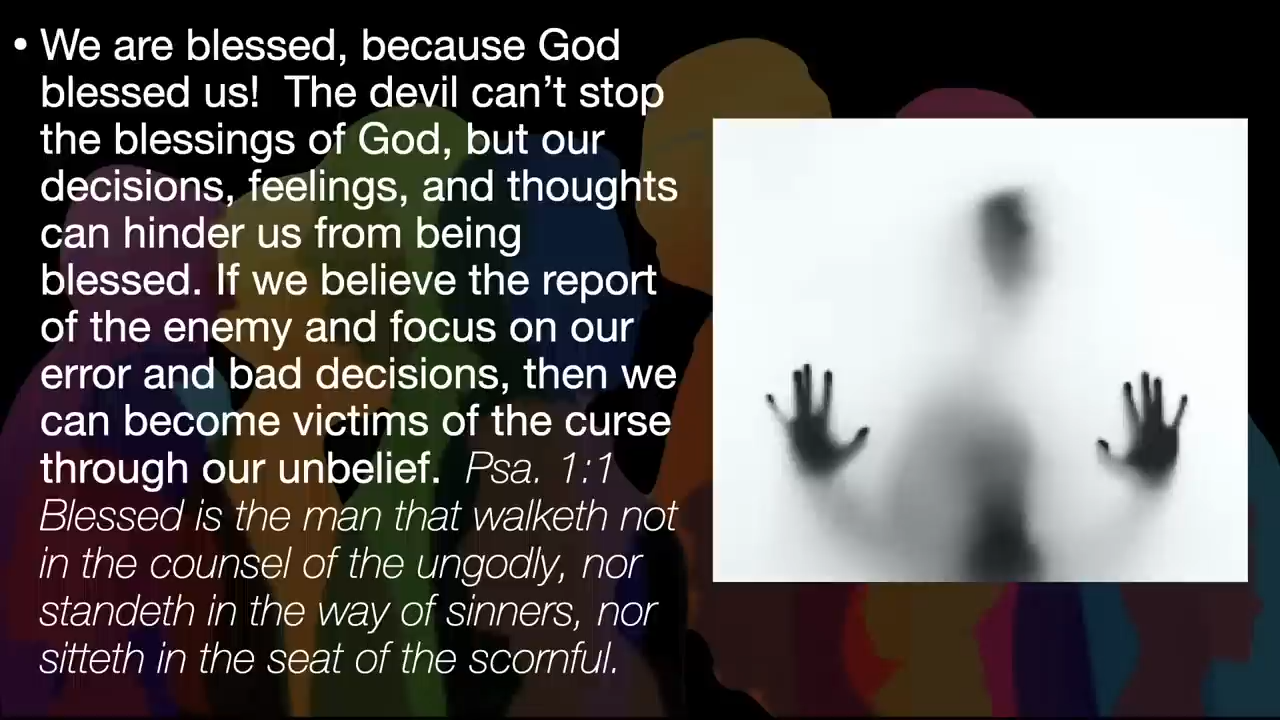 • We are blessed, because God
blessed us!  The devil can’t stop
the blessings of God, but our
decisions, feelings, and thoughts
can hinder us from being
blessed. If we believe the report
of the enemy and focus on our
error and bad decisions, then we
can become victims of the curse
through our unbelief.  Psa. 1:1
Blessed is the man that walketh not
in the counsel of the ungodly, nor
standeth in the way of sinners, nor
sitteth in the seat of the scornful.